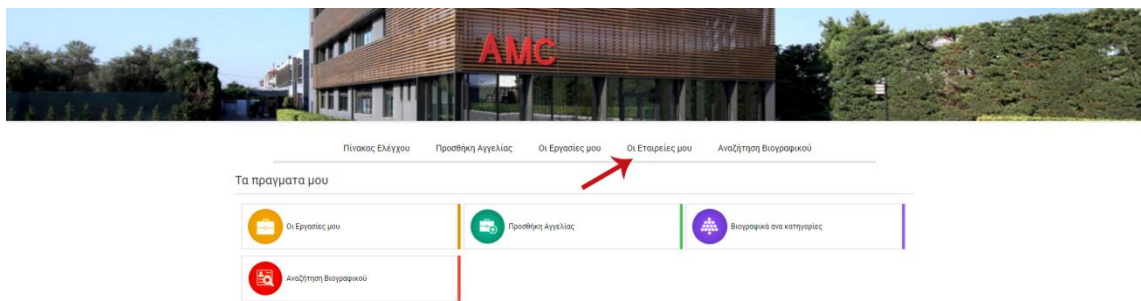 AMC
Πίνακας Ελέγχου Προσθήκη Αγγελίας Οι Εργασίες μου Οι Εταιρείες μου Αναζήτηση Βιογραφικού
Τα πραγματα μου
Οι Εργασίες μου
Προσθήκη Αγγελίας
Βιογραφικά ανα κατηγορίες
Αναζήτηση Βιογραφικού